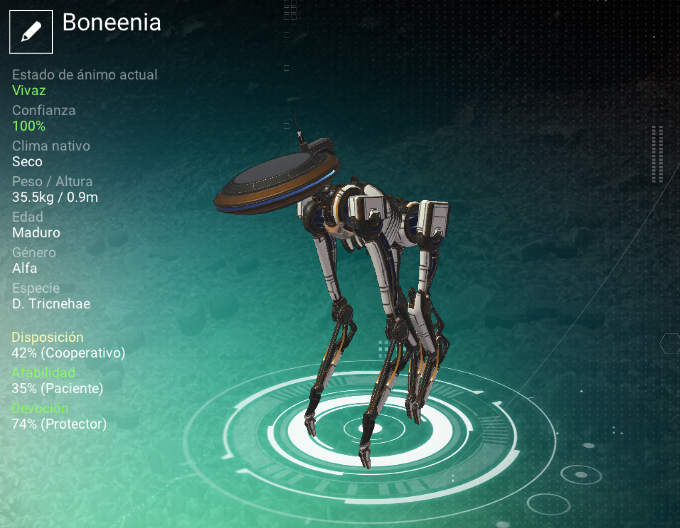 Boneenia
Estado de ánimo actual
Vivaz
Confianza
100%
Clima nativo
Seco
Peso / Altura
35.5kg / 0.9m
Edad
Maduro
Género
Alfa
Especie
D. Tricnehae
Disposición
42% (Cooperativo)
Afabilidad
35% (Paciente)
Devoción
74% (Protector)